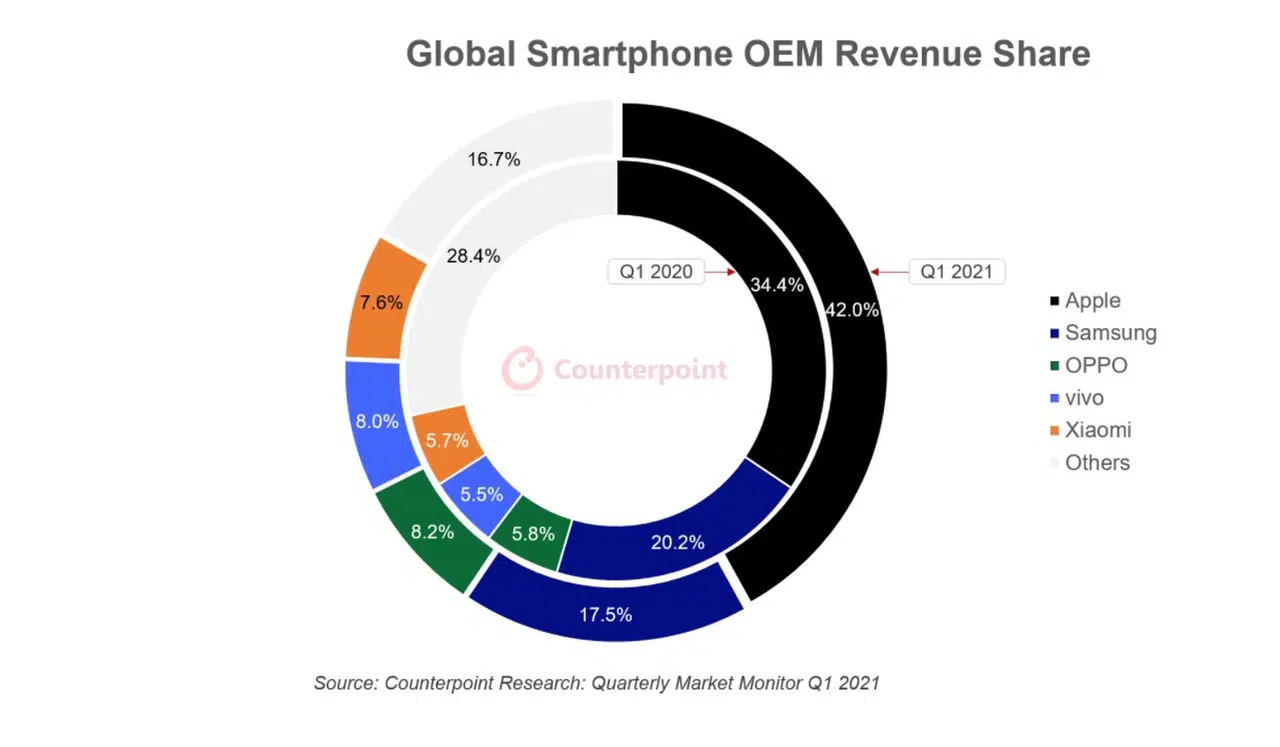 Global Smartphone OEM Revenue Share
16.7%
28.4%
Q1 2020
34.4%
Q1 2021
42.0%
7.6%
Apple
Samsung
OPPO
vivo
Xiaomi
Others
Counterpoint
8.0%
5.7%
5.5%
8.2%
5.8%
20.2%
17.5%
Source: Counterpoint Research: Quarterly Market Monitor Q1 2021